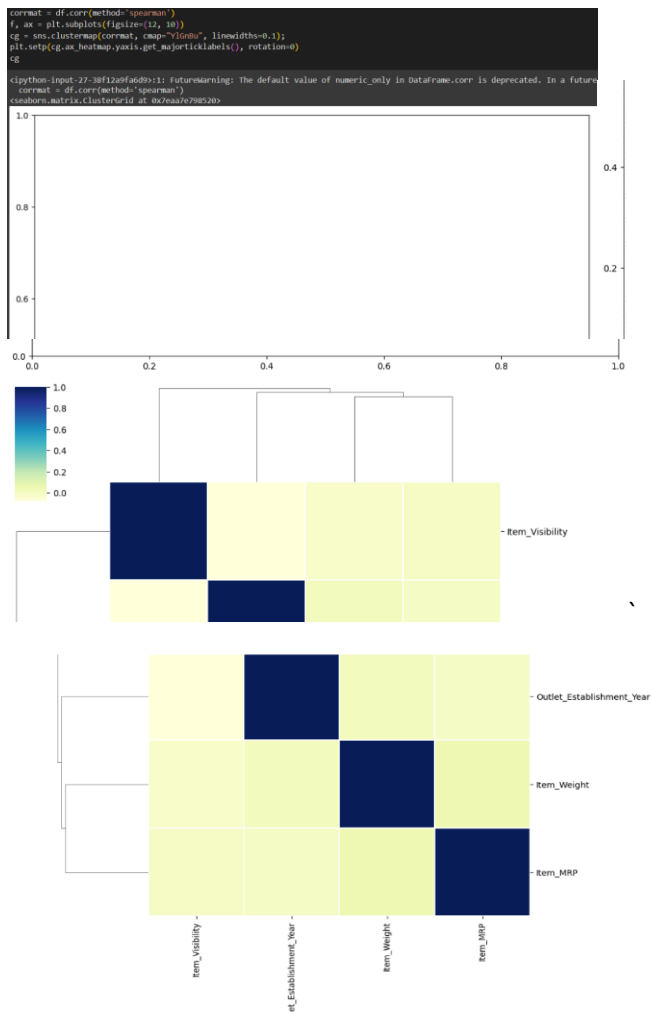 corrmat = df.corr(method='spearman')
f, ax = plt.subplots(figsize=(12, 10))
cg = sns.clustermap(corrmat, cmap="YlGnBu", linewidths=0.1);
plt.setp(cg.ax_heatmap.yaxis.get_majorticklabels(), rotation=0)
cg
<ipython-input-27-38f12a9fa6d9>:1: FutureWarning: The default value of numeric_only in DataFrame.corr is deprecated. In a future
corrmat = df.corr(method='spearman')
<seaborn.matrix.ClusterGrid at 0x7eaa7e798520>
1.0
0.8
0.6
0.4
0.2
0.0
0.0 0.2 0.4 0.6 0.8 1.0
1.0
0.8
0.6
0.4
0.2
0.0
Item_Visibility
`
Outlet_Establishment_Year
Item_Weight
Item_MRP
Item_Visibility
et_Establishment_Year
Item_Weight
Item_MRP